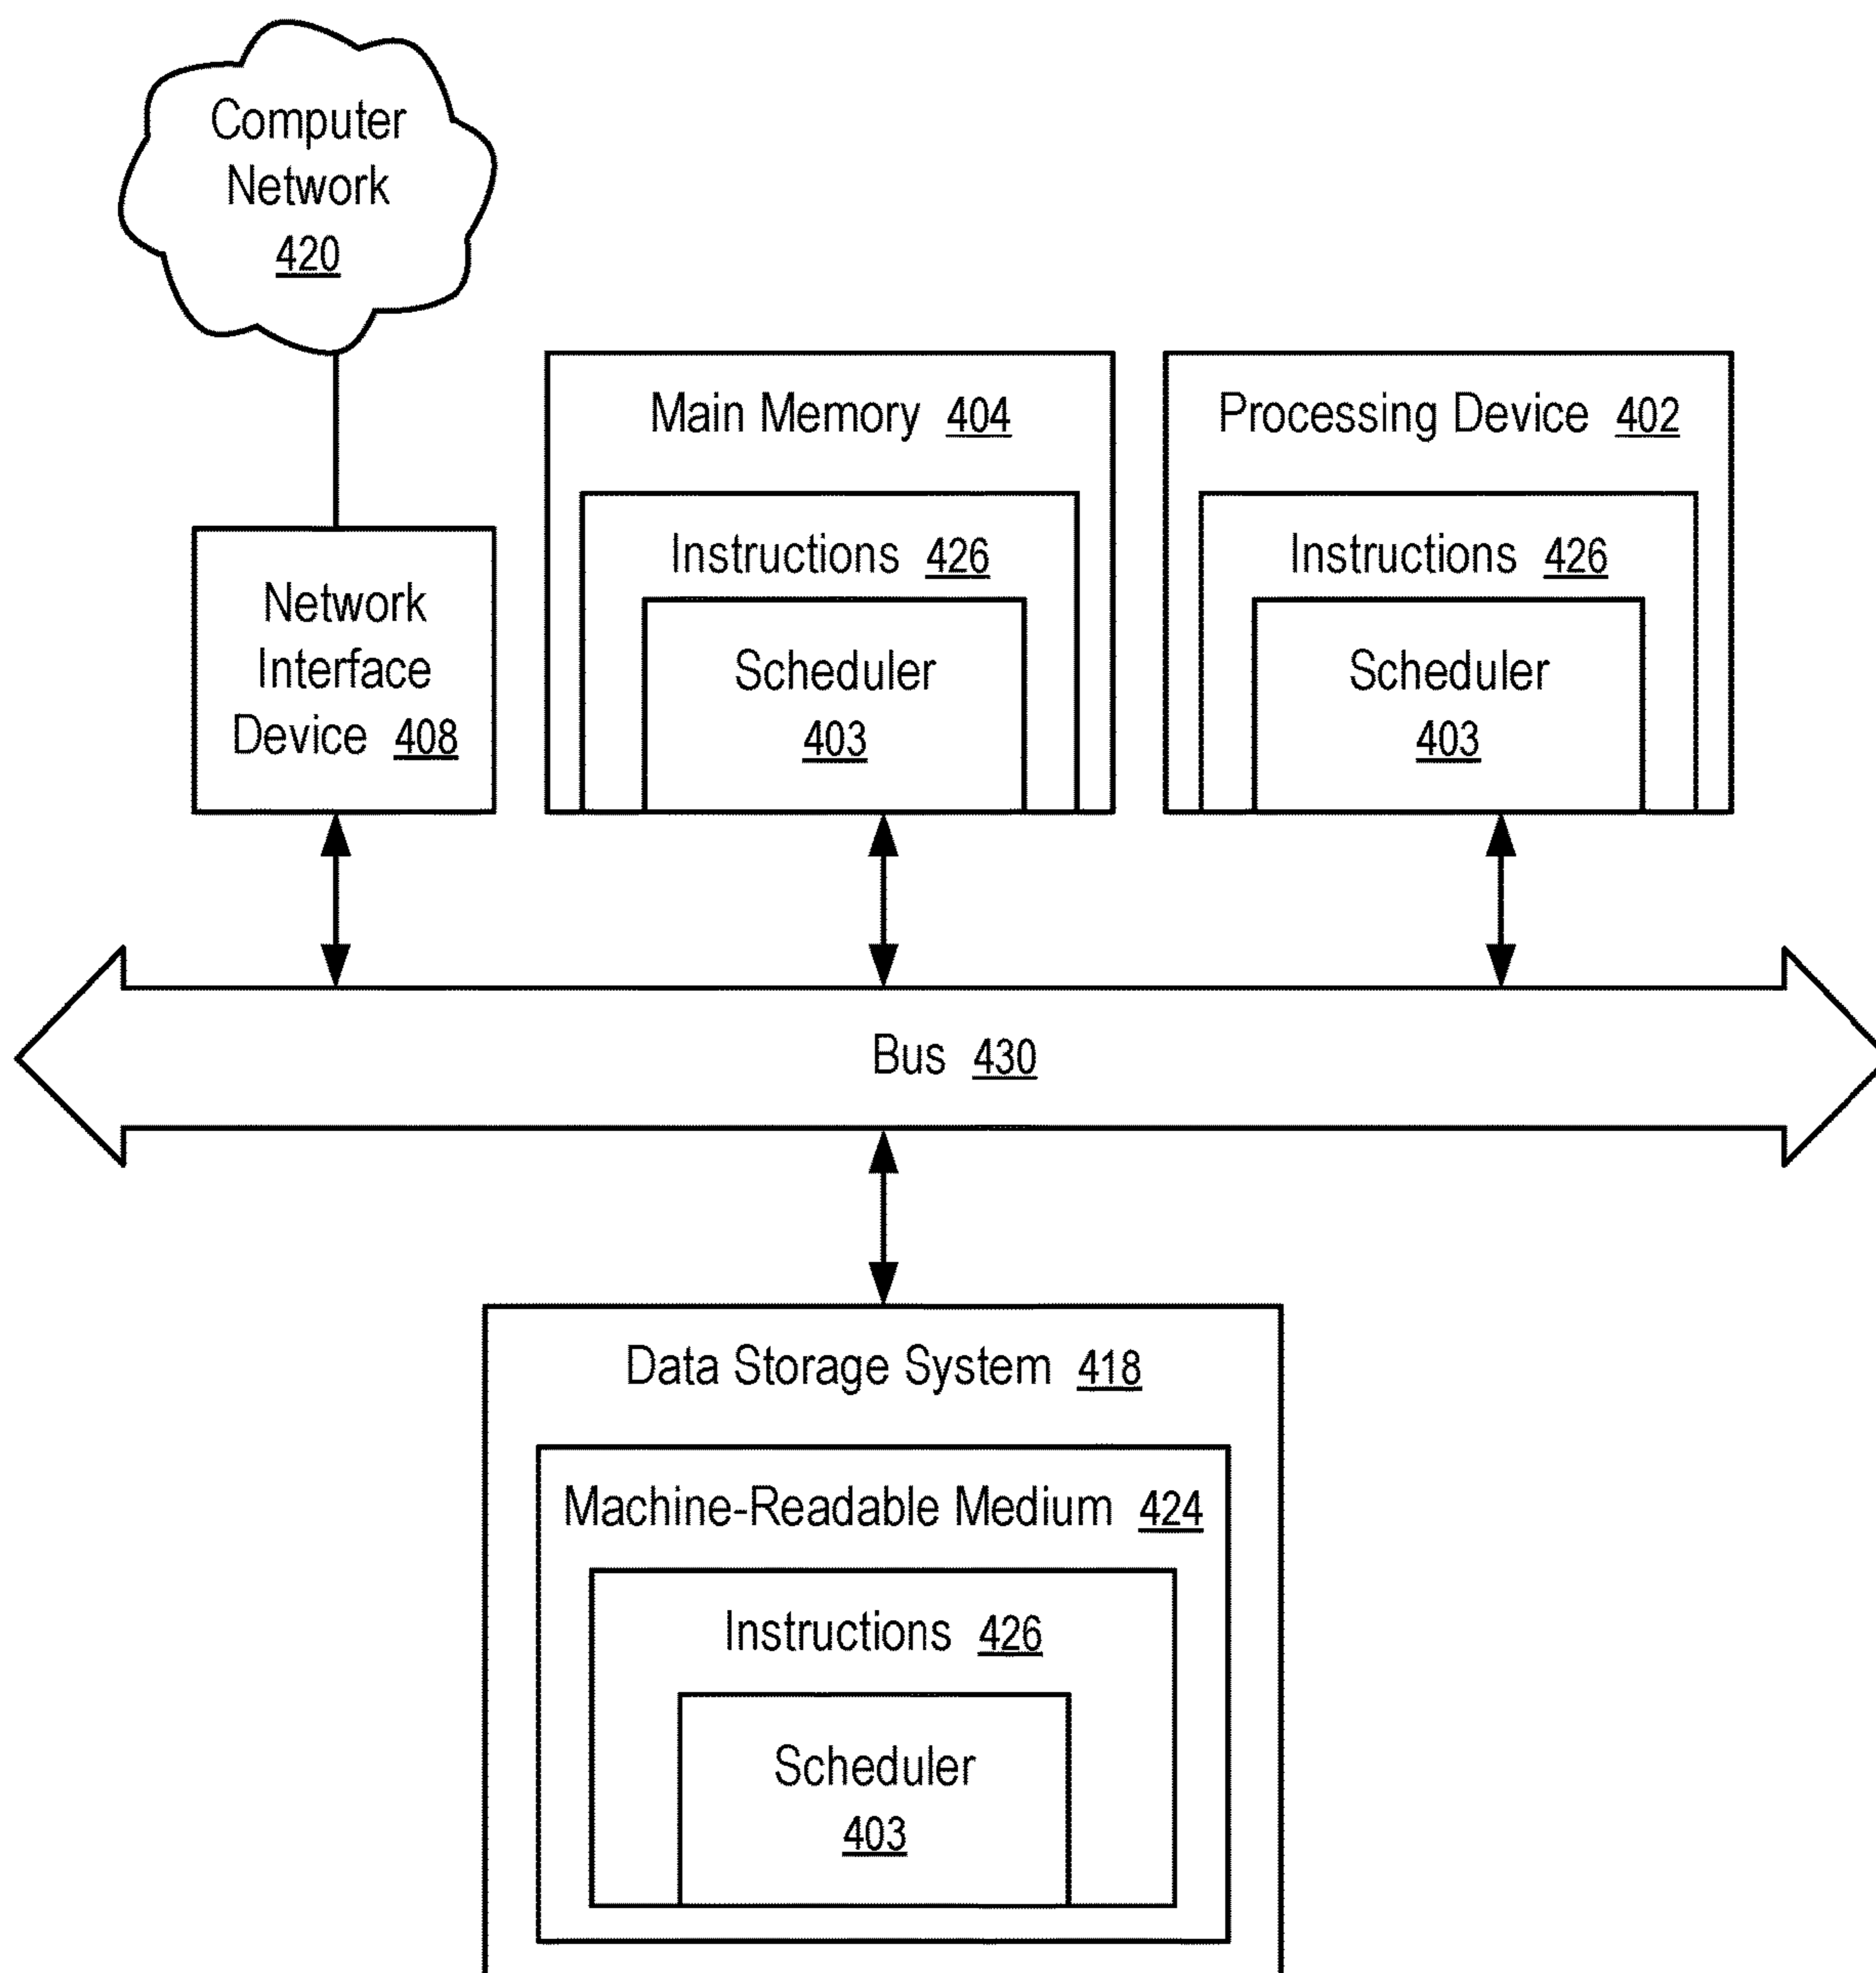 Computer
Network
420
Main Memory 404
Instructions 426
Scheduler
403
Processing Device 402
Instructions 426
Scheduler
403
Network
Interface
Device 408
Bus 430
Data Storage System 418
Machine-Readable Medium 424
Instructions 426
Scheduler
403